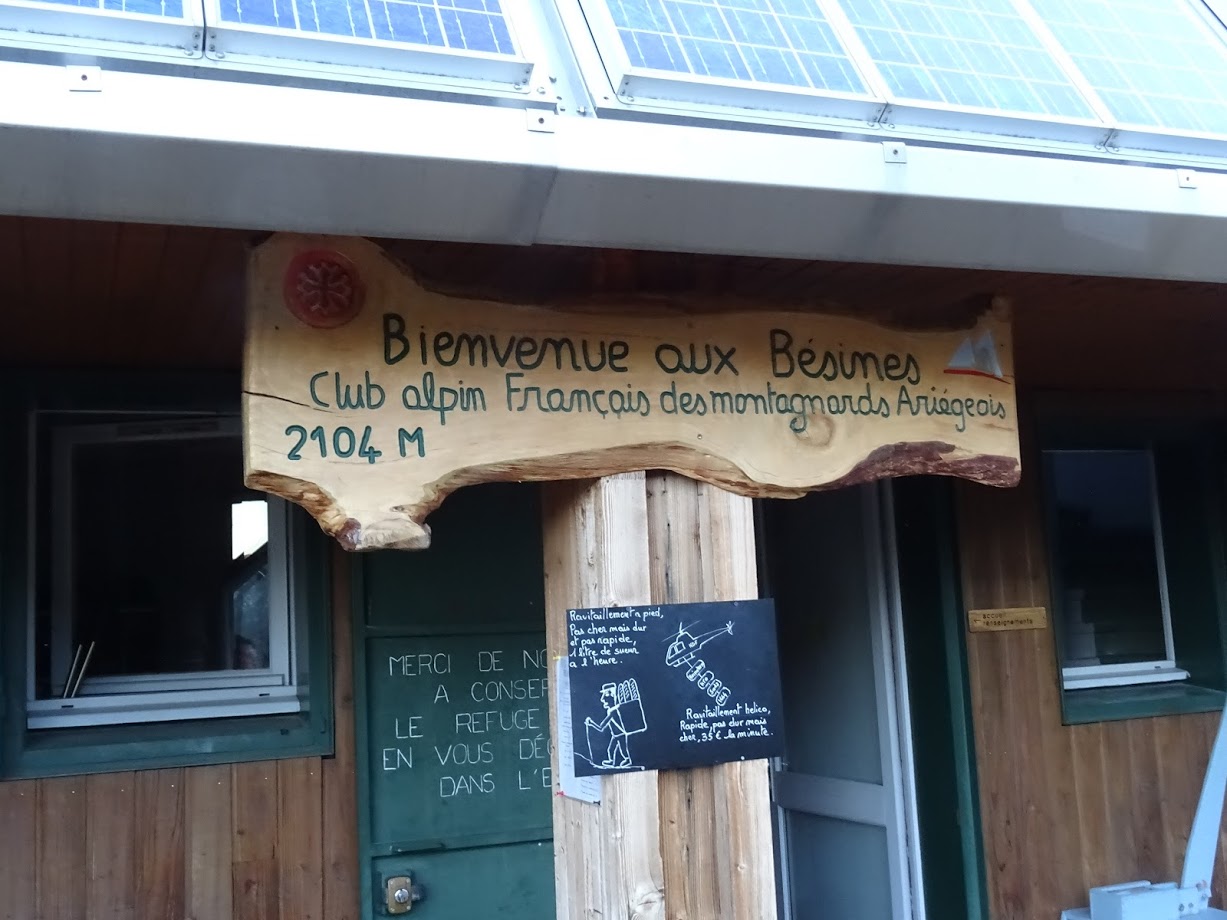 Bienvenue aux Bésines
Club alpin Français des montagnards Ariégeois
2104 M
Ravitaillement a pied,
Pas cher mais dur
et pas rapide,
1 litre de sueur
a l'heure.
Ravitaillement helico,
Rapide, pas dur mais
cher, 35 € la minute.
MERCI DE NO
A CONSER
LE REFUGE
EN VOUS DÉ
DANS L'E
accueil
renseignements